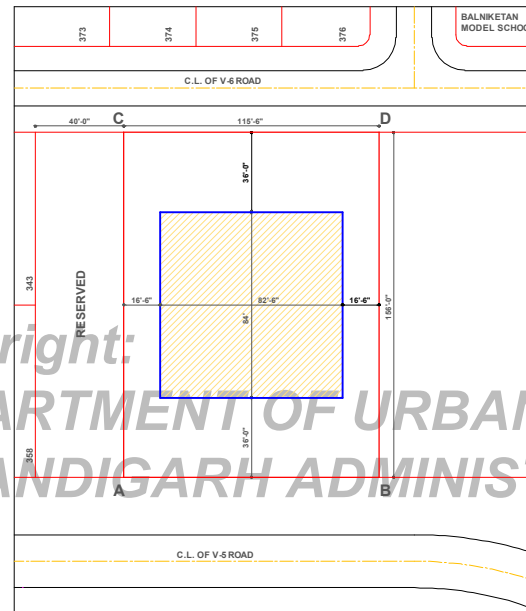 373
374
375
376
BALNIKETAN
MODEL SCHOO
C.L. OF V-6 ROAD
C
D
40'-0"
115'-6"
36'-0"
343
RESERVED
16'-6"
82'-6"
16'-6"
84'
156'-0"
right:
ARTMENT OF URBAN
358
36'-0"
ANDIGARH ADMINIST
A
B
C.L. OF V-5 ROAD